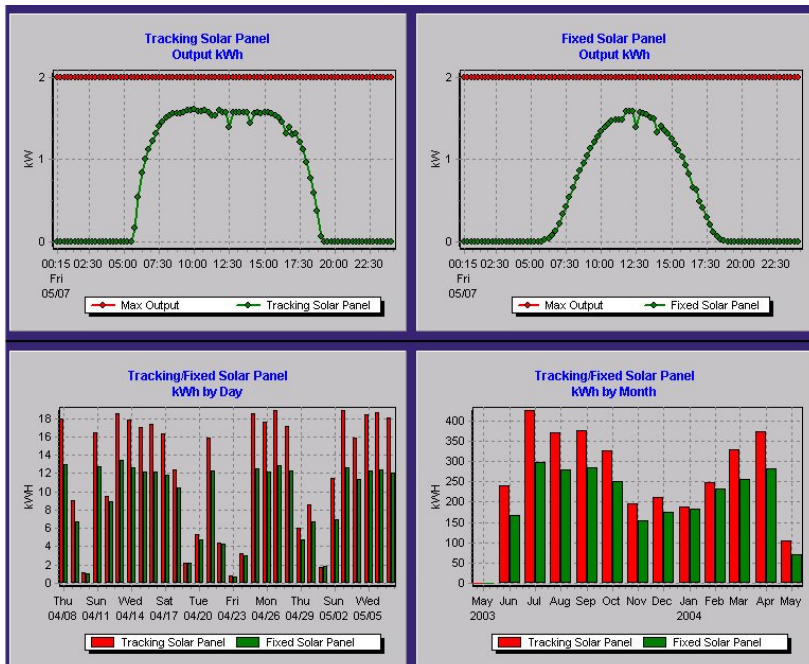 Tracking Solar Panel
Output kWh
kW
2
1
0
00:15 02:30 05:00 07:30 10:00 12:30 15:00 17:30 20:00 22:30
Fri
05/07
Max Output Tracking Solar Panel
Fixed Solar Panel
Output kWh
kW
2
1
0
00:15 02:30 05:00 07:30 10:00 12:30 15:00 17:30 20:00 22:30
Fri
05/07
Max Output Fixed Solar Panel
Tracking/Fixed Solar Panel
kWh by Day
kWH
18
16
14
12
10
8
6
4
2
0
Thu Sun Wed Sat Tue Fri Mon Thu Sun Wed
04/08 04/11 04/14 04/17 04/20 04/23 04/26 04/29 05/02 05/05
Tracking Solar Panel Fixed Solar Panel
Tracking/Fixed Solar Panel
kWh by Month
kWH
400
350
300
250
200
150
100
50
0
May Jun Jul Aug Sep Oct Nov Dec Jan Feb Mar Apr May
2003 2004
Tracking Solar Panel Fixed Solar Panel